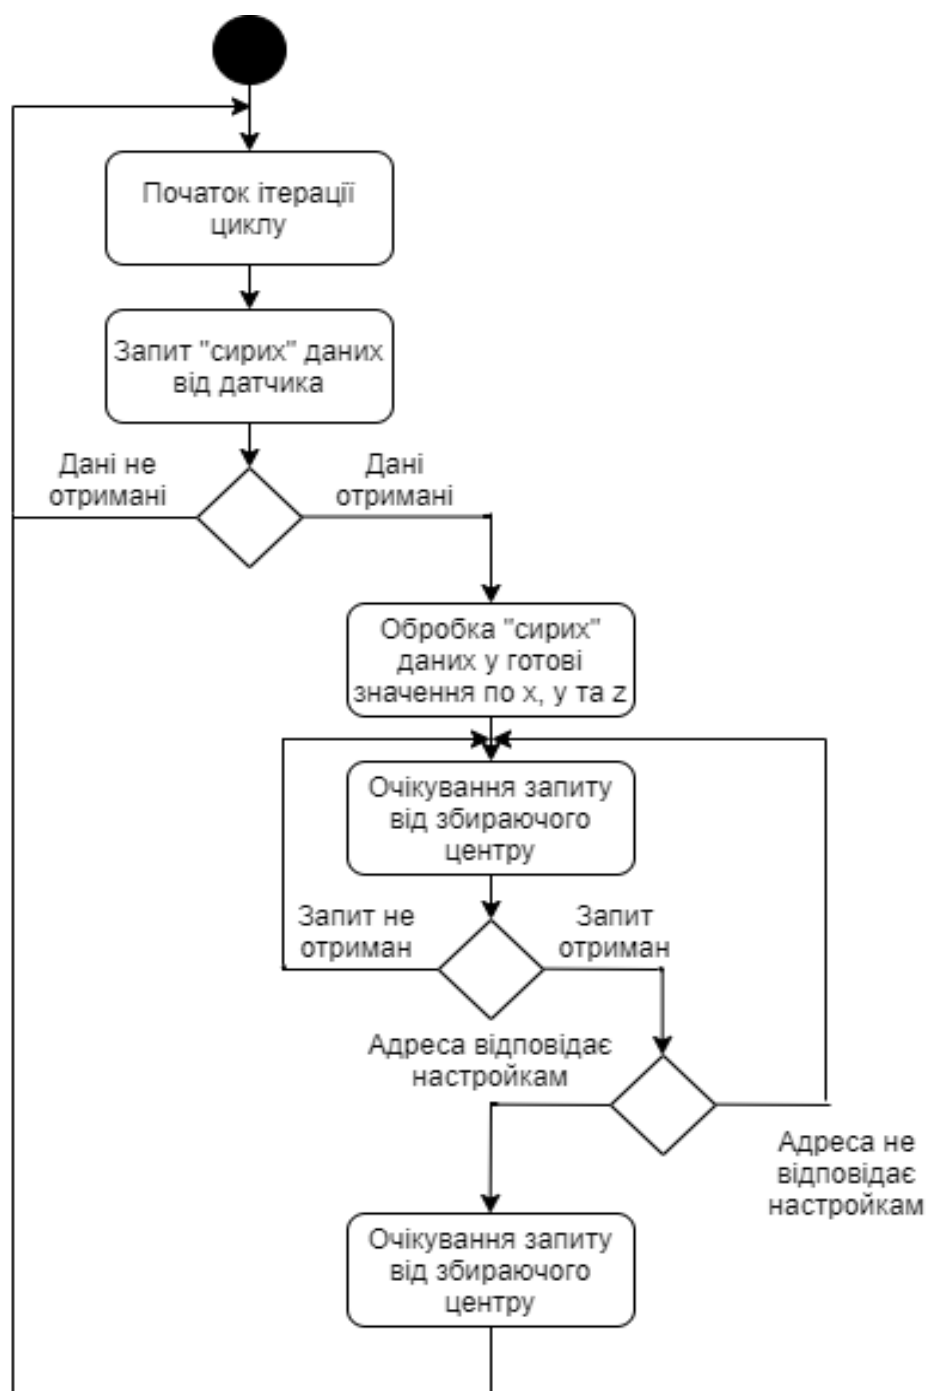 Початок ітерації
циклу
Запит "сирих" даних
від датчика
Дані не
отримані
Дані
отримані
Обробка "сирих"
даних у готові
значення по x, y та z
Очікування запиту
від збираючого
центру
Запит не
отриман
Запит
отриман
Адреса відповідає
настройкам
Адреса не
відповідає
настройкам
Очікування запиту
від збираючого
центру